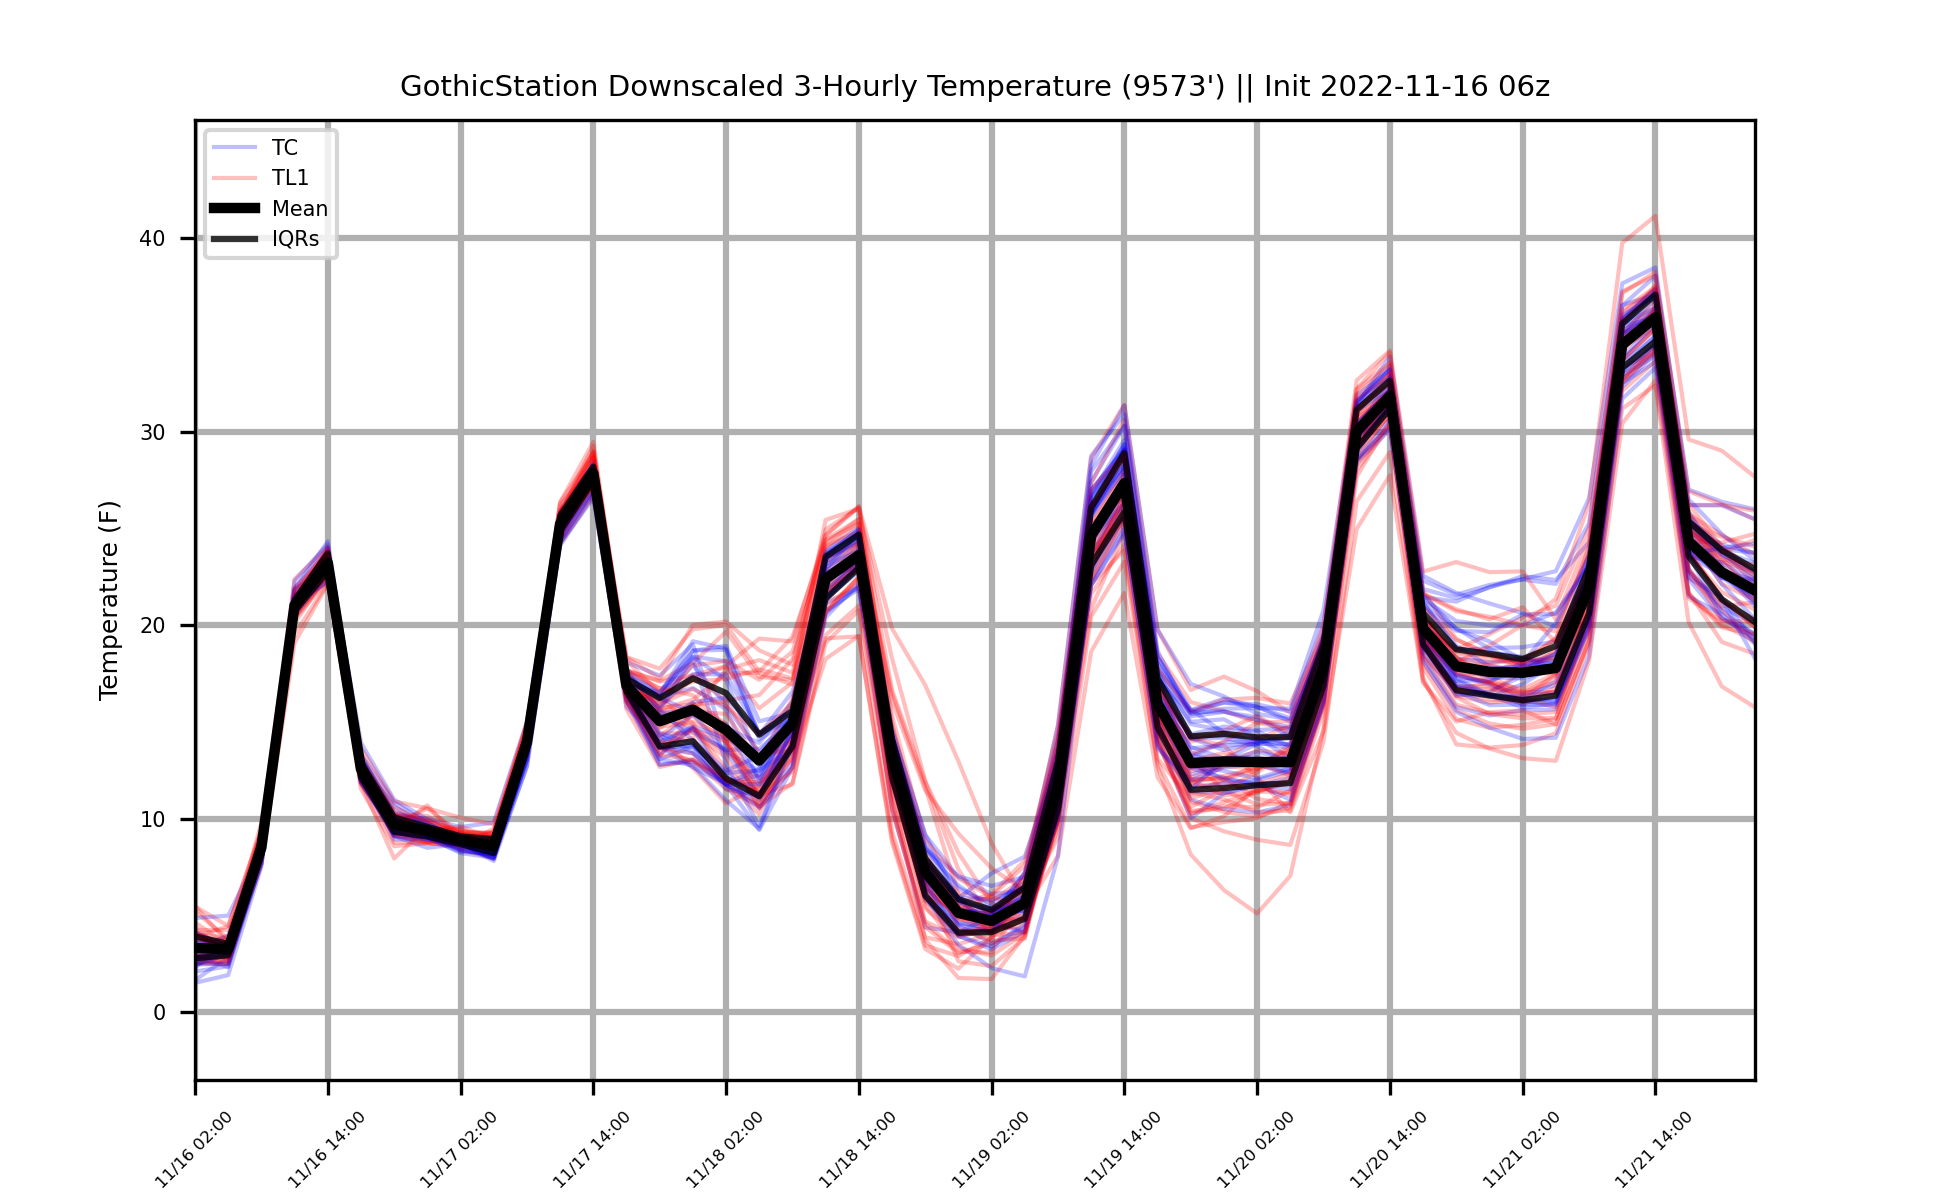 GothicStation Downscaled 3-Hourly Temperature (9573') || Init 2022-11-16 06z
TC
TL1
Mean
IQRs
Temperature (F)
40
30
20
10
0
11/16 02:00
11/16 14:00
11/17 02:00
11/17 14:00
11/18 02:00
11/18 14:00
11/19 02:00
11/19 14:00
11/20 02:00
11/20 14:00
11/21 02:00
11/21 14:00